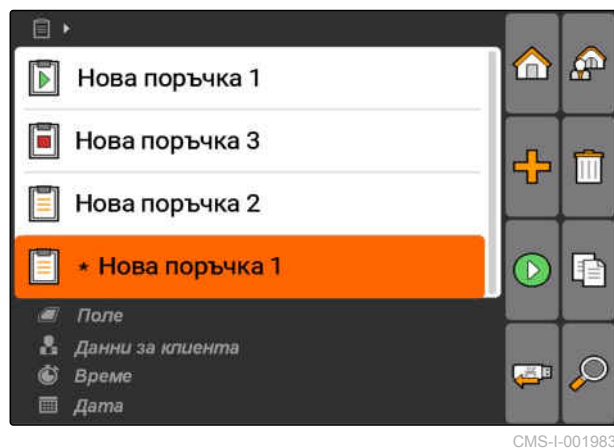 Нова поръчка 1
Нова поръчка 3
Нова поръчка 2
★ Нова поръчка 1
Поле
Данни за клиента
Време
Дата
CMS-I-001983